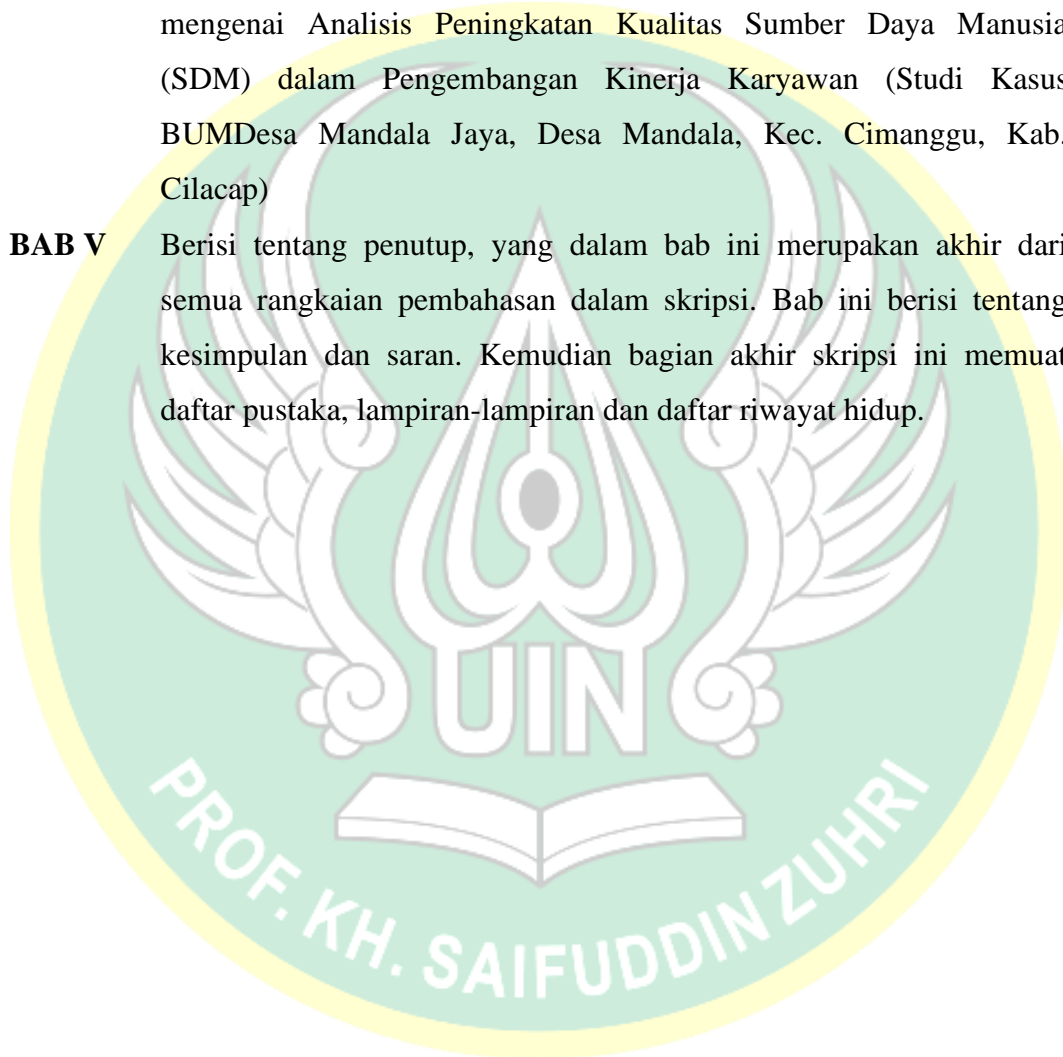 mengenai Analisis Peningkatan Kualitas Sumber Daya Manusia
(SDM) dalam Pengembangan Kinerja Karyawan (Studi Kasus
BUMDesa Mandala Jaya, Desa Mandala, Kec. Cimanggu, Kab.
Cilacap)
BAB V Berisi tentang penutup, yang dalam bab ini merupakan akhir dari
semua rangkaian pembahasan dalam skripsi. Bab ini berisi tentang
kesimpulan dan saran. Kemudian bagian akhir skripsi ini memuat
daftar pustaka, lampiran-lampiran dan daftar riwayat hidup.
UIN
PROF. KH. SAIFUDDIN ZUHRI